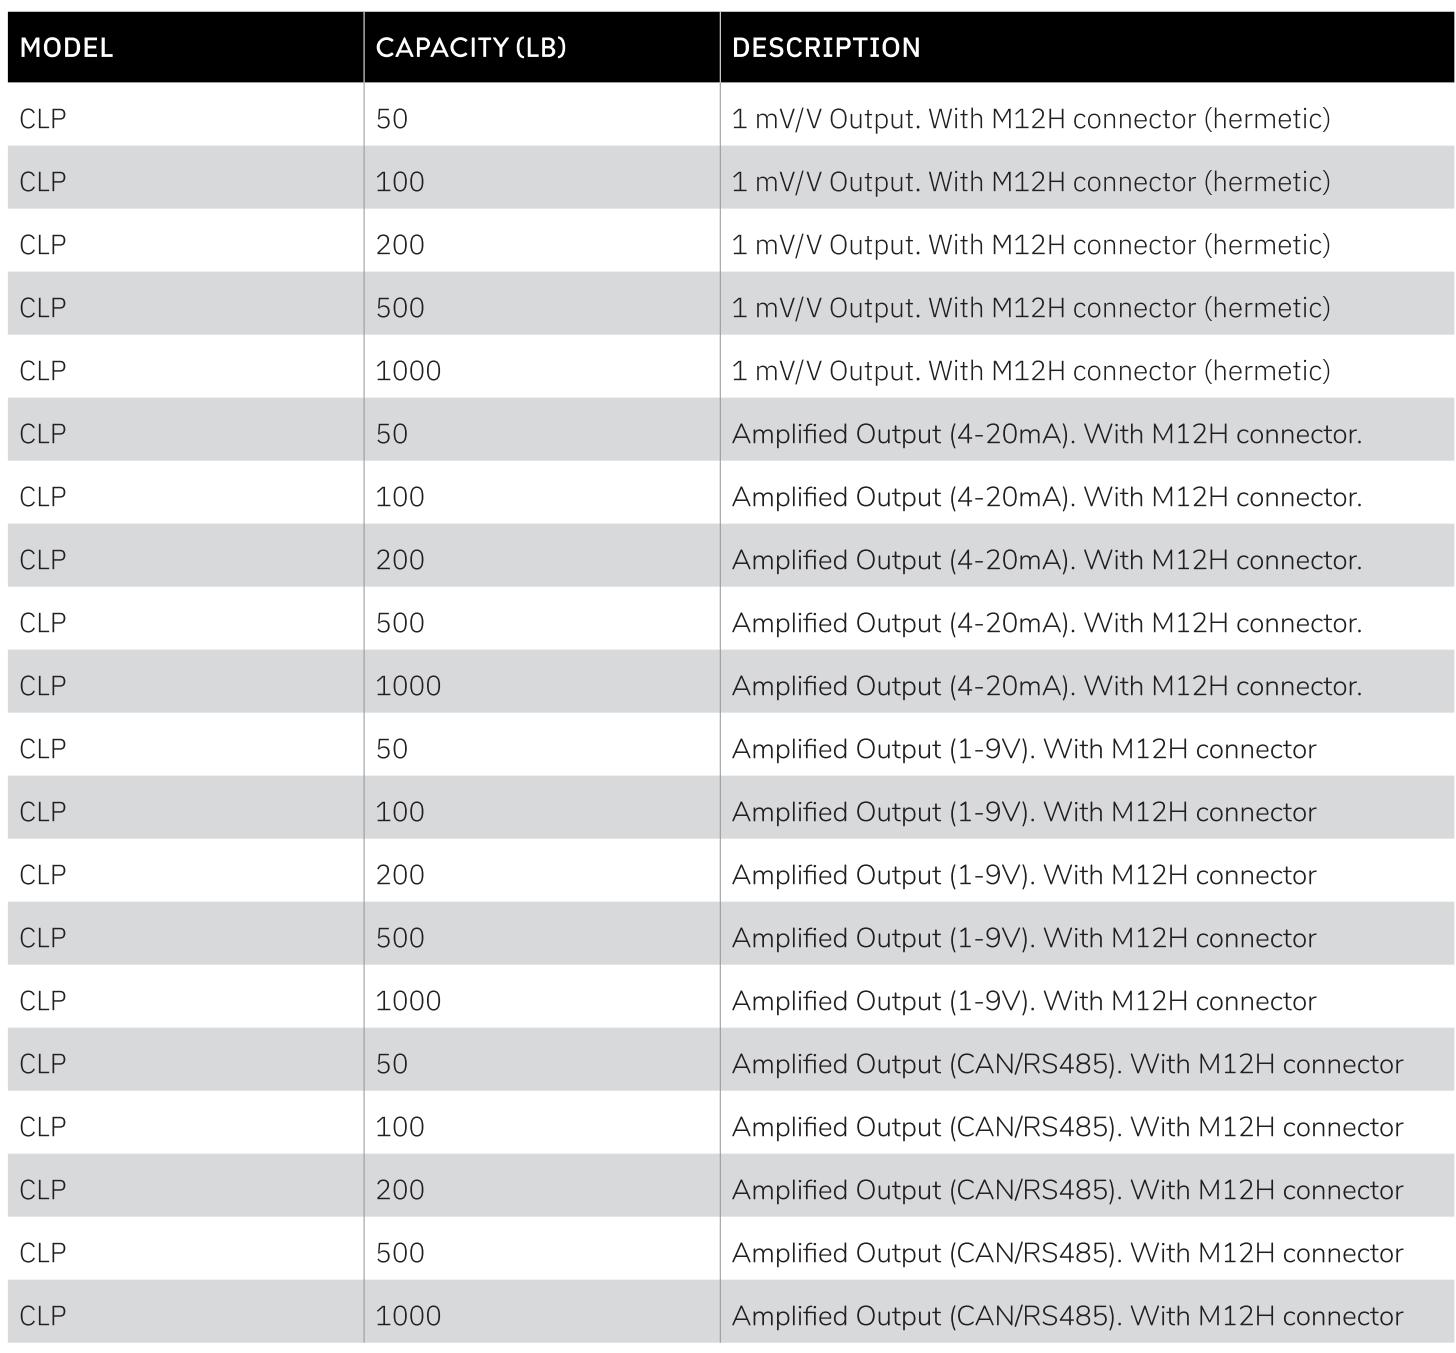 MODEL CAPACITY (LB) DESCRIPTION
CLP 50 1 mV/V Output. With M12H connector (hermetic)
CLP 100 1 mV/V Output. With M12H connector (hermetic)
CLP 200 1 mV/V Output. With M12H connector (hermetic)
CLP 500 1 mV/V Output. With M12H connector (hermetic)
CLP 1000 1 mV/V Output. With M12H connector (hermetic)
CLP 50 Amplified Output (4-20mA). With M12H connector.
CLP 100 Amplified Output (4-20mA). With M12H connector.
CLP 200 Amplified Output (4-20mA). With M12H connector.
CLP 500 Amplified Output (4-20mA). With M12H connector.
CLP 1000 Amplified Output (4-20mA). With M12H connector.
CLP 50 Amplified Output (1-9V). With M12H connector
CLP 100 Amplified Output (1-9V). With M12H connector
CLP 200 Amplified Output (1-9V). With M12H connector
CLP 500 Amplified Output (1-9V). With M12H connector
CLP 1000 Amplified Output (1-9V). With M12H connector
CLP 50 Amplified Output (CAN/RS485). With M12H connector
CLP 100 Amplified Output (CAN/RS485). With M12H connector
CLP 200 Amplified Output (CAN/RS485). With M12H connector
CLP 500 Amplified Output (CAN/RS485). With M12H connector
CLP 1000 Amplified Output (CAN/RS485). With M12H connector